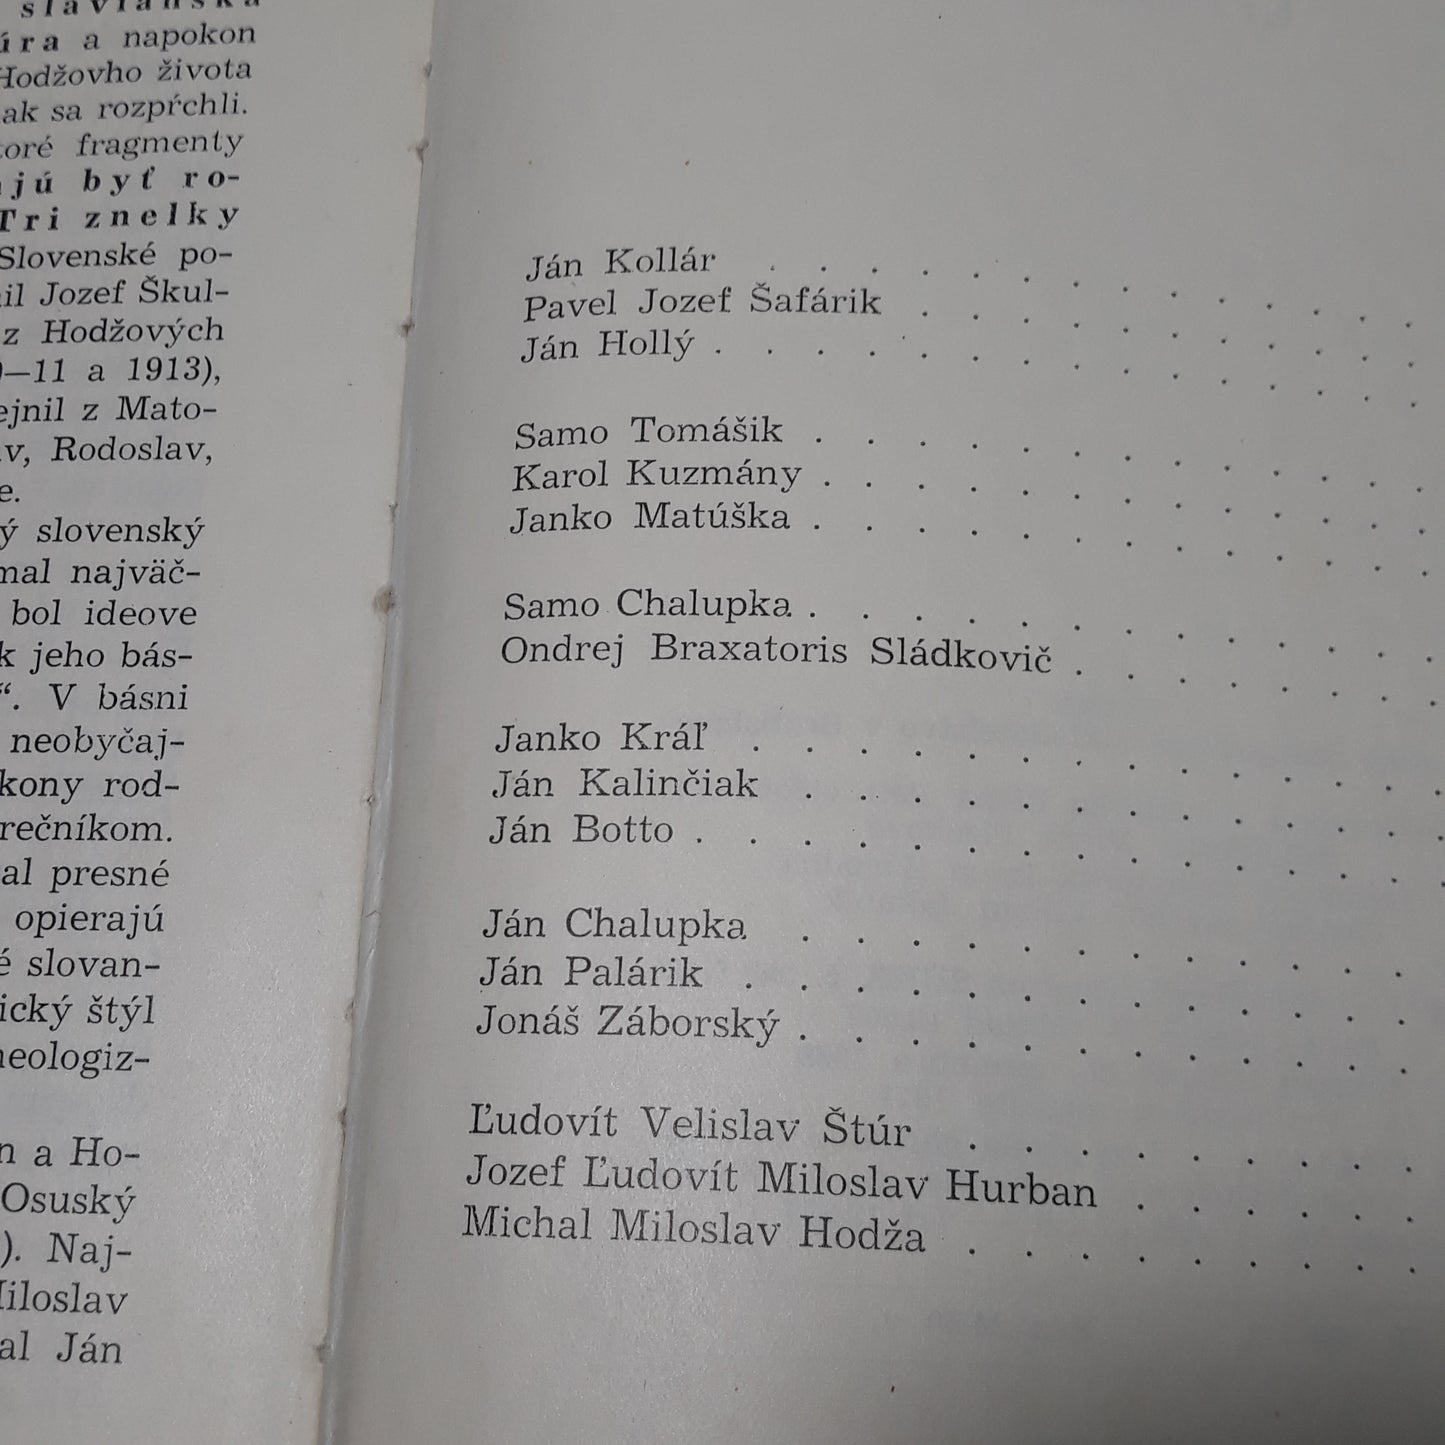 slavianska
úra a napokon
Hodžovho života
ak sa rozpŕchli.
toré fragmenty
ajú byť ro-
Tri znelky
Slovenské po-
il Jozef Škul-
z Hodžových
—11 a 1913),
ejnil z Mato-
av, Rodoslav,
e.
ý slovenský
mal najväč-
bol ideove
k jeho bás-
“. V básni
neobyčaj-
kony rod-
rečníkom.
al presné
opierajú
é slovan-
ický štýl
neologiz-
n a Ho-
Osuský
). Naj-
Miloslav
al Ján
Ján Kollár . . . . . . . . . . . . .
Pavel Jozef Šafárik . . . . . . . . . .
Ján Hollý . . . . . . . . . . . . . .
Samo Tomášik . . . . . . . . . . . .
Karol Kuzmány . . . . . . . . . . . .
Janko Matúška . . . . . . . . . . . .
Samo Chalupka . . . . . . . . . . . .
Ondrej Braxatoris Sládkovič . . . . . . .
Janko Kráľ . . . . . . . . . . . . .
Ján Kalinčiak . . . . . . . . . . . .
Ján Botto . . . . . . . . . . . . . .
Ján Chalupka . . . . . . . . . . . .
Ján Palárik . . . . . . . . . . . . .
Jonáš Záborský . . . . . . . . . . . .
Ľudovít Velislav Štúr . . . . . . . . .
Jozef Ľudovít Miloslav Hurban . . . . . .
Michal Miloslav Hodža . . . . . . . . .